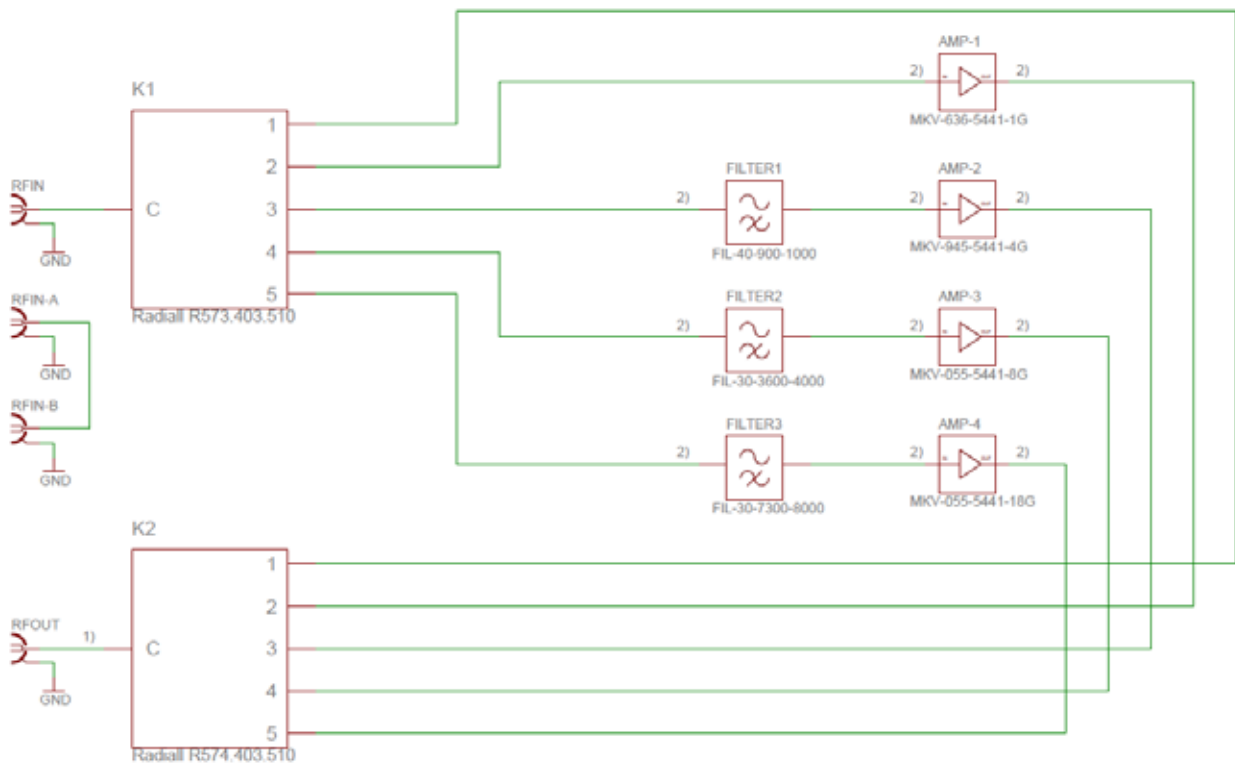 AMP-1
2)
2)
MKV-636-5441-1G
K1
1
2
3
4
5
C
Radiall R573.403.510
RFIN
GND
FILTER1
2)
FIL-40-900-1000
AMP-2
2)
2)
MKV-945-5441-4G
RFIN-A
GND
FILTER2
2)
FIL-30-3600-4000
AMP-3
2)
2)
MKV-055-5441-8G
RFIN-B
GND
FILTER3
2)
FIL-30-7300-8000
AMP-4
2)
2)
MKV-055-5441-18G
K2
1
2
3
4
5
C
Radiall R574.403.510
RFOUT
1)
GND